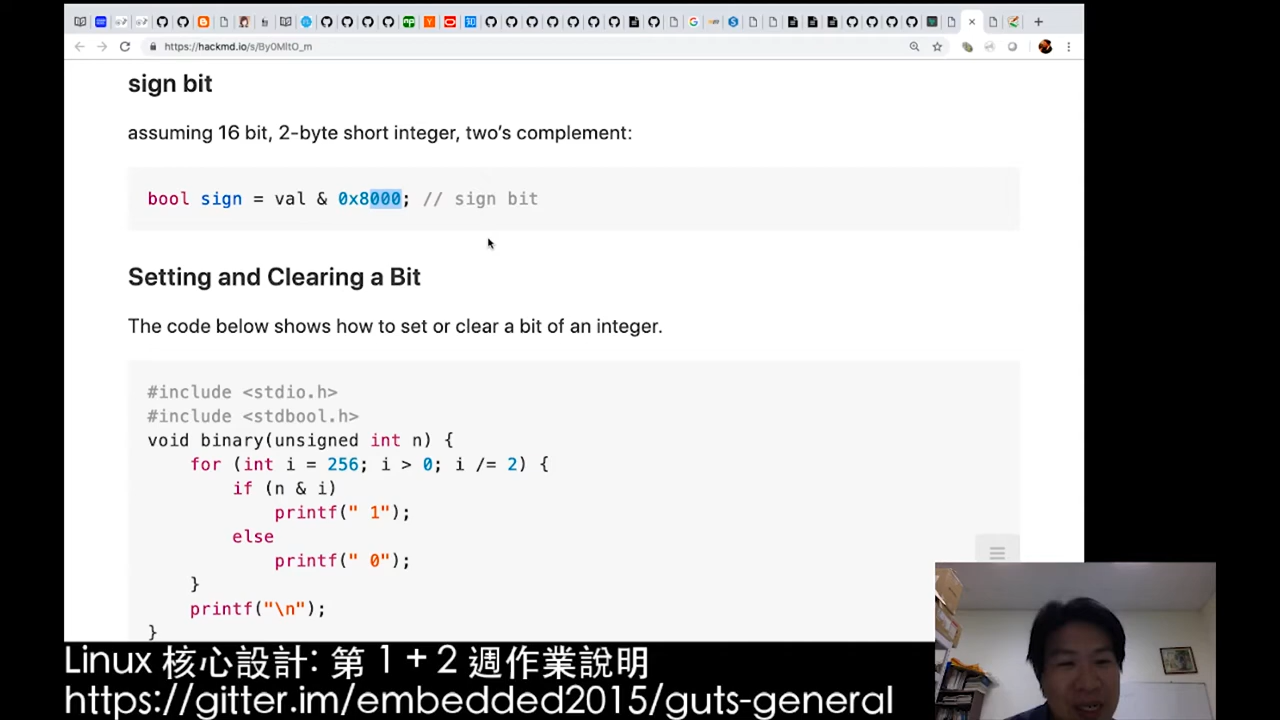 https://hackmd.io/s/By0MltO_m
sign bit
assuming 16 bit, 2-byte short integer, two’s complement:
bool sign = val & 0x8000; // sign bit
Setting and Clearing a Bit
The code below shows how to set or clear a bit of an integer.
#include <stdio.h>
#include <stdbool.h>
void binary(unsigned int n) {
for (int i = 256; i > 0; i /= 2) {
if (n & i)
printf(" 1");
else
printf(" 0");
}
printf("\n");
}
Linux 核心設計: 第 1 + 2 週作業說明
https://gitter.im/embedded2015/guts-general